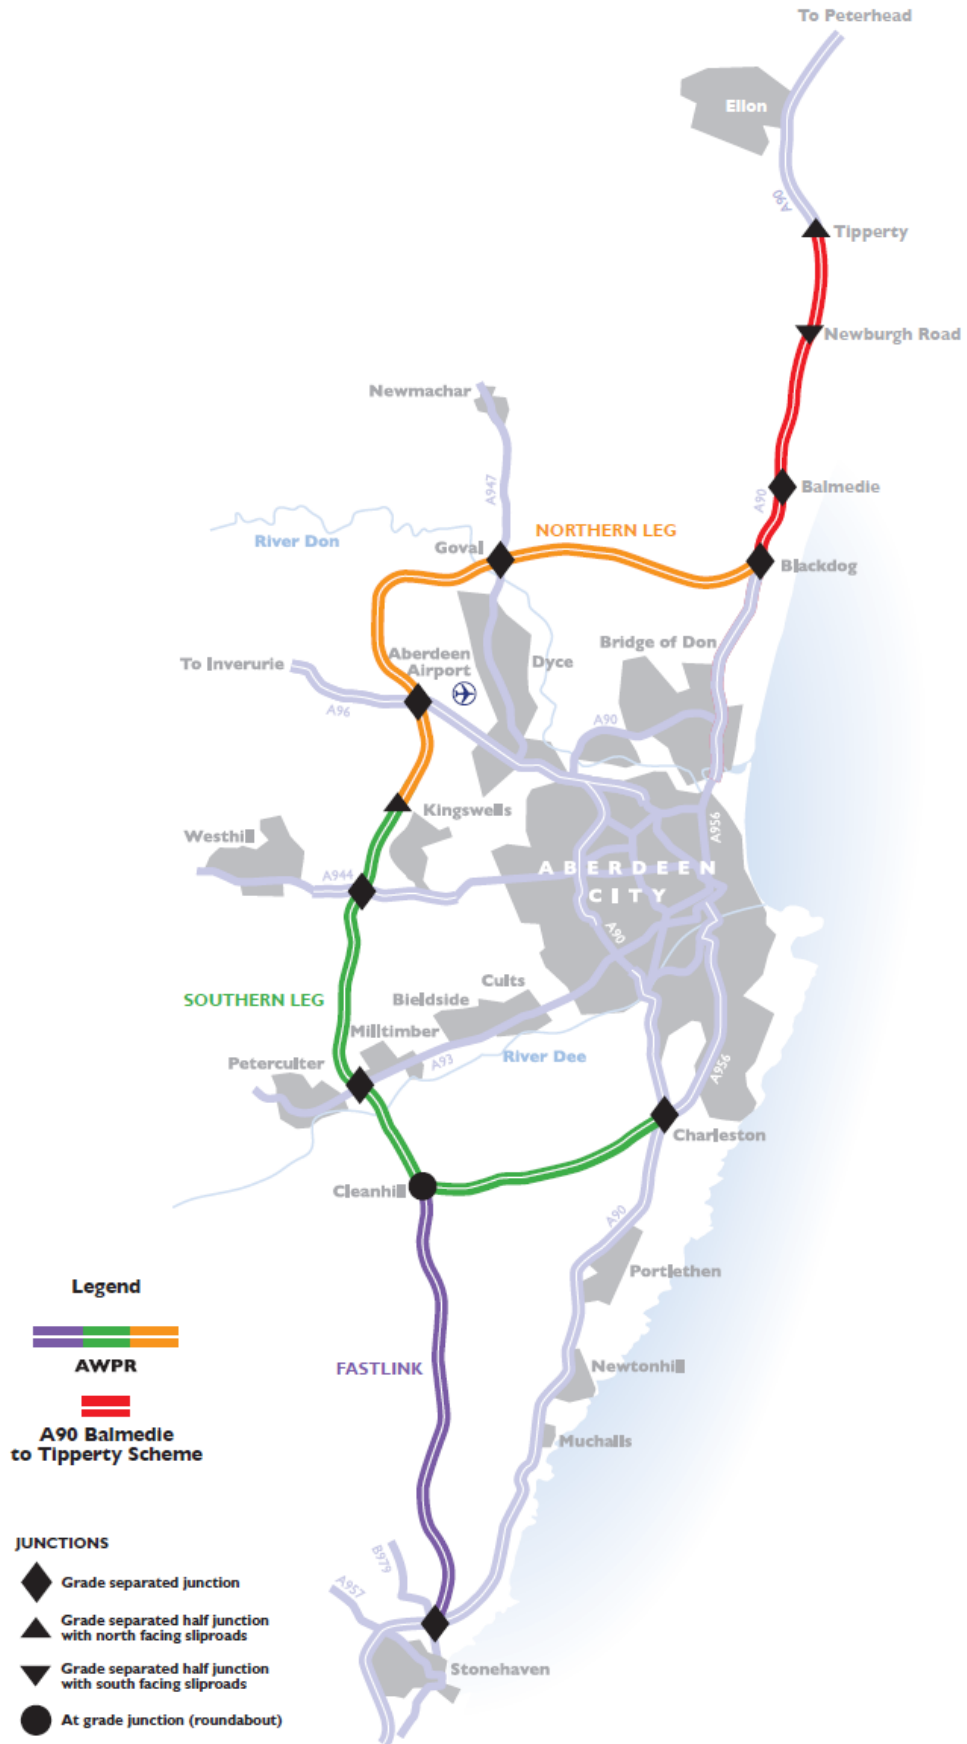 To Peterhead
Ellon
A90
Tipperty
Newburgh Road
Newmachar
A947
A90
Balmedie
River Don
NORTHERN LEG
Goval
Blackdog
Bridge of Don
Aberdeen
Airport
Dyce
To Inverurie
A96
A90
Kingswells
Westhill
A956
A944
ABERDEEN
CITY
A90
Cults
SOUTHERN LEG
Bieldside
Milltimber
River Dee
Peterculter
A93
A956
Charleston
Cleanhill
A90
Portlethen
Legend
AWPR
FASTLINK
Newtonhill
A90 Balmedie
to Tipperty Scheme
Muchalls
JUNCTIONS
B979
A957
Grade separated junction
Grade separated half junction
with north facing sliproads
Grade separated half junction
with south facing sliproads
Stonehaven
At grade junction (roundabout)